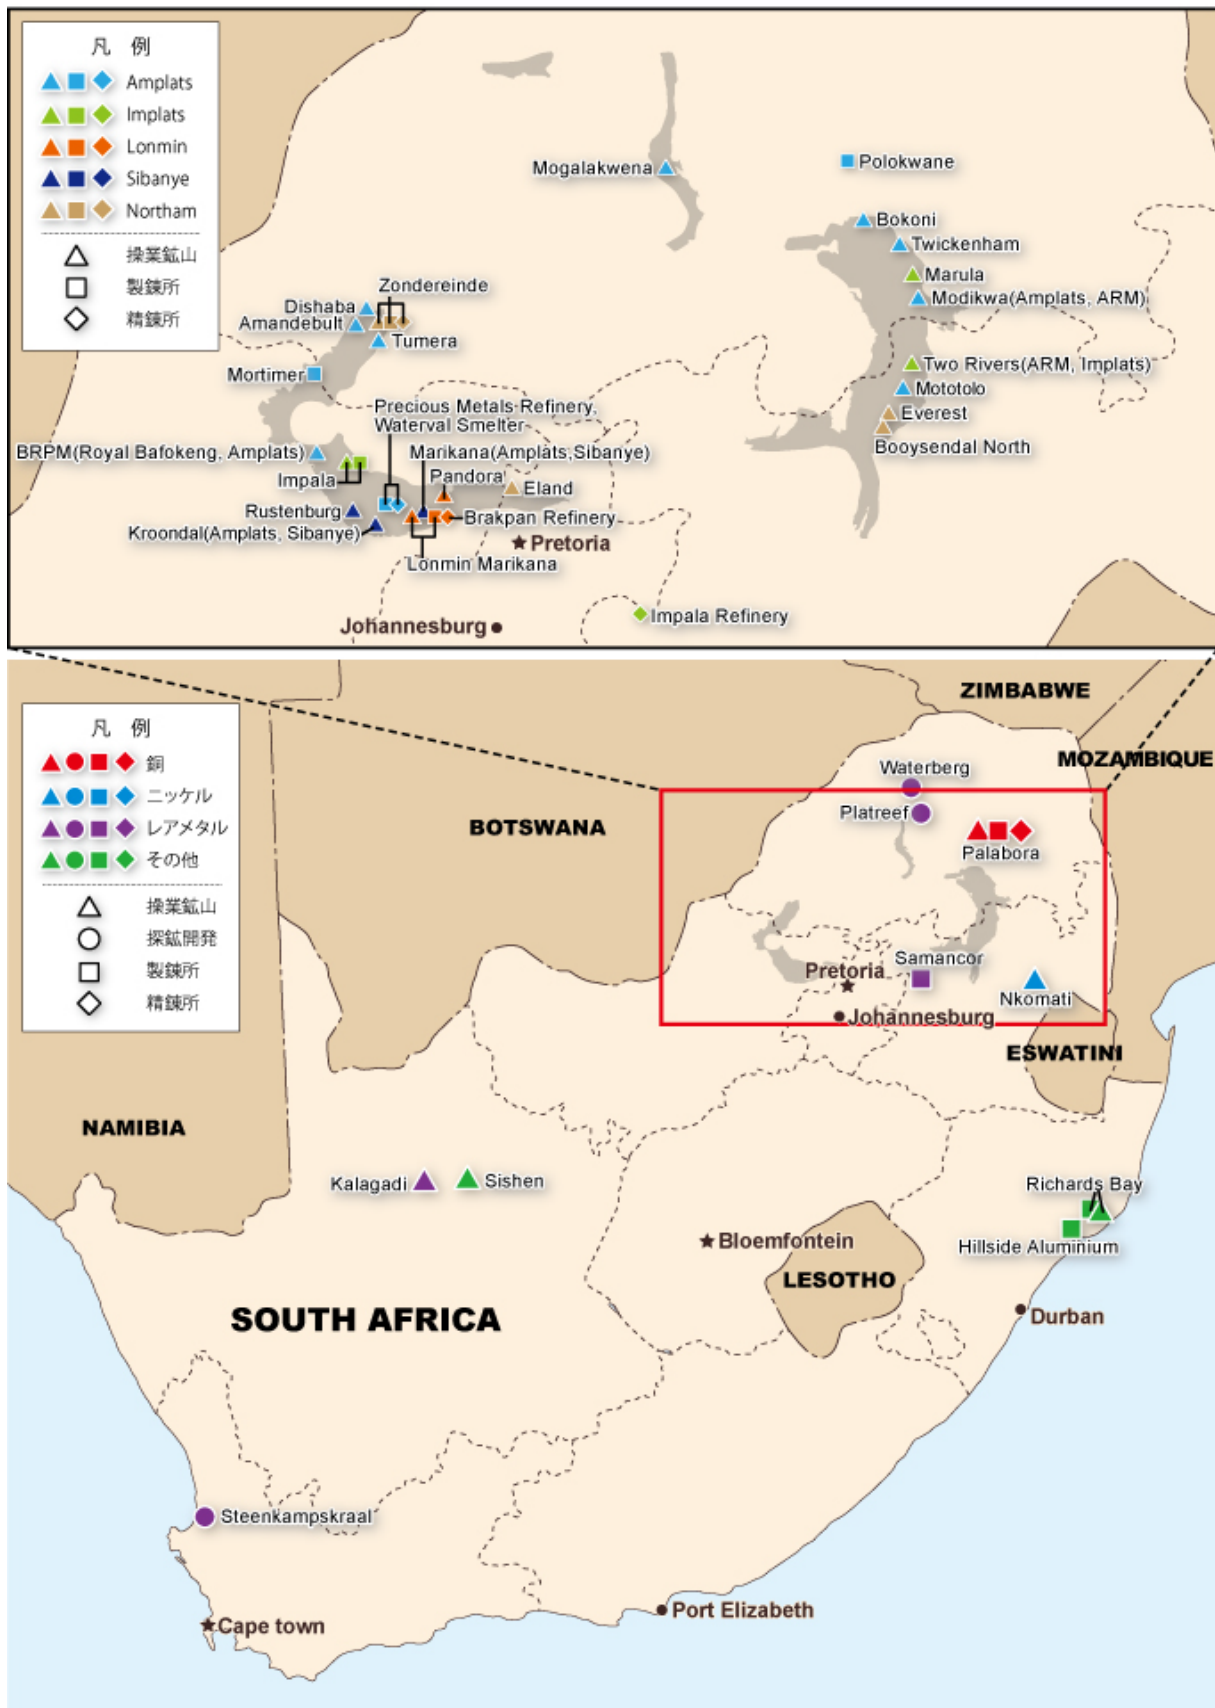 凡 例
Amplats
Implats
Lonmin
Sibanye
Northam
操業鉱山
製錬所
精錬所
Mogalakwena
Polokwane
Bokoni
Twickenham
Marula
Modikwa(Amplats, ARM)
Zondereinde
Dishaba
Amandebult
Tumera
Mortimer
Two Rivers(ARM, Implats)
Mototolo
Everest
Booysendal North
Precious Metals Refinery,
Waterval Smelter
BRPM(Royal Bafokeng, Amplats)
Marikana(Amplats,Sibanye)
Impala
Pandora
Eland
Rustenburg
Brakpan Refinery
Kroondal(Amplats, Sibanye)
Pretoria
Lonmin Marikana
Impala Refinery
Johannesburg
凡 例
銅
ニッケル
レアメタル
その他
操業鉱山
探鉱開発
製錬所
精錬所
ZIMBABWE
MOZAMBIQUE
Waterberg
Platreef
BOTSWANA
Palabora
Samancor
Pretoria
Nkomati
Johannesburg
ESWATINI
NAMIBIA
Kalagadi
Sishen
Richards Bay
Bloemfontein
Hillside Aluminium
LESOTHO
SOUTH AFRICA
Durban
Steenkampskraal
Port Elizabeth
Cape town